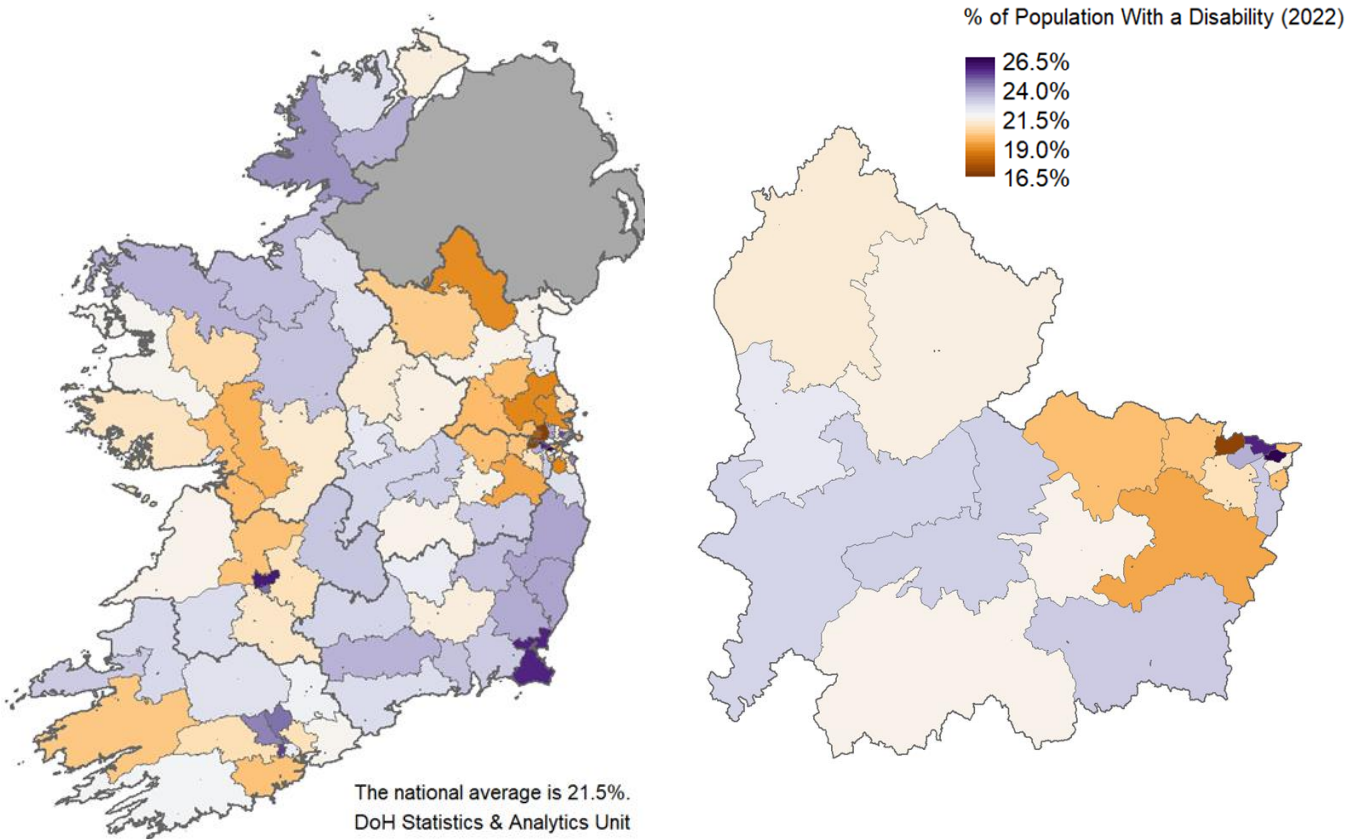 % of Population With a Disability (2022)
26.5%
24.0%
21.5%
19.0%
16.5%
The national average is 21.5%.
DoH Statistics & Analytics Unit